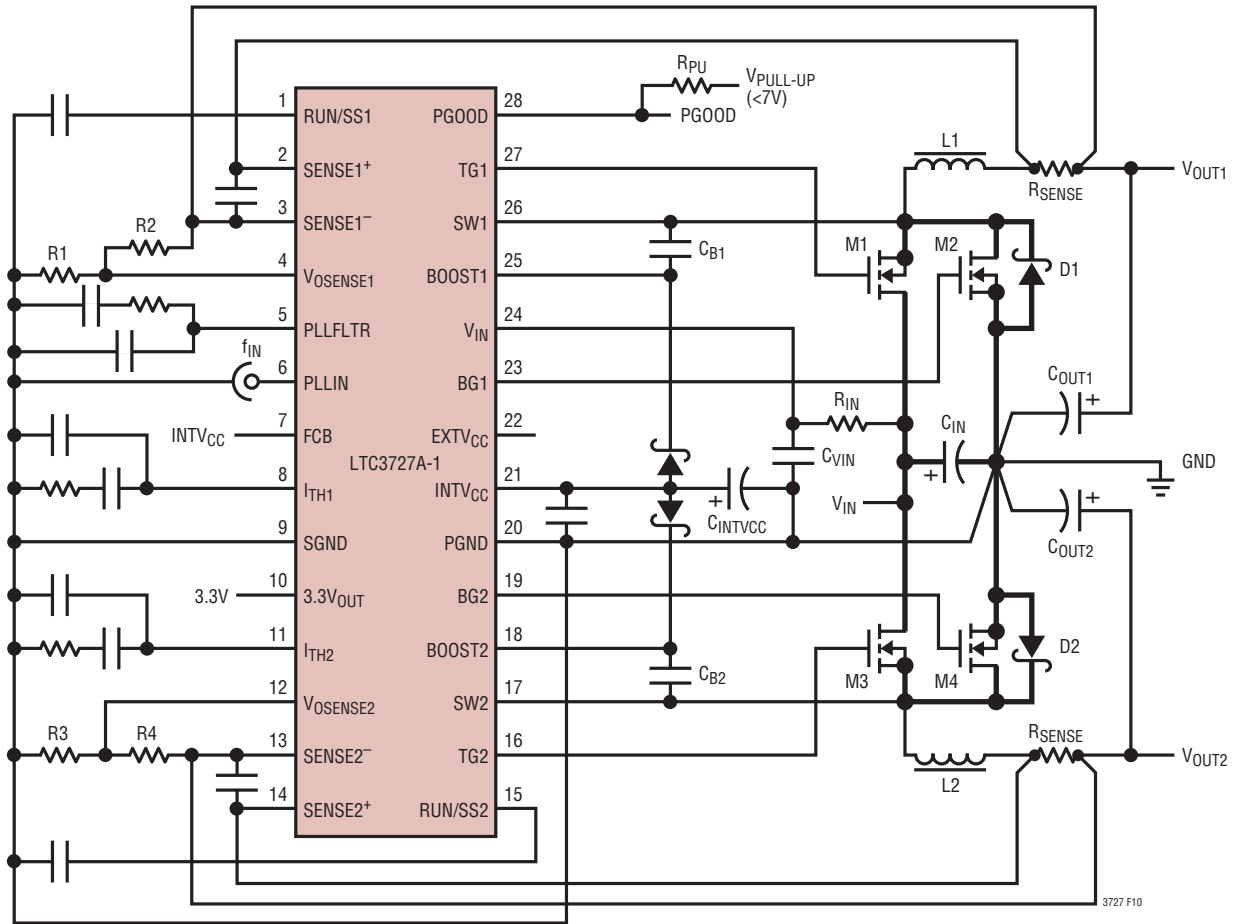 R_PU
V_PULL-UP
(<7V)
1 RUN/SS1 PGOOD 28 PGOOD
L1
2 SENSE1+ TG1 27
R_SENSE
V_OUT1
3 SENSE1− SW1 26
R2
R1
C_B1
M1
M2
D1
4 V_OSENSE1 BOOST1 25
5 PLLFLTR V_IN 24
f_IN
6 PLLIN BG1 23
C_OUT1
+
R_IN
C_IN
+
INTV_CC 7 FCB EXTV_CC 22
C_VIN
LTC3727A-1
GND
8 I_TH1 INTV_CC 21
+
C_INTVCC
V_IN
+
C_OUT2
9 SGND PGND 20
3.3V 10 3.3V_OUT BG2 19
11 I_TH2 BOOST2 18
C_B2
M3
M4
D2
12 V_OSENSE2 SW2 17
R3
R4
13 SENSE2− TG2 16
R_SENSE
V_OUT2
L2
14 SENSE2+ RUN/SS2 15
3727 F10